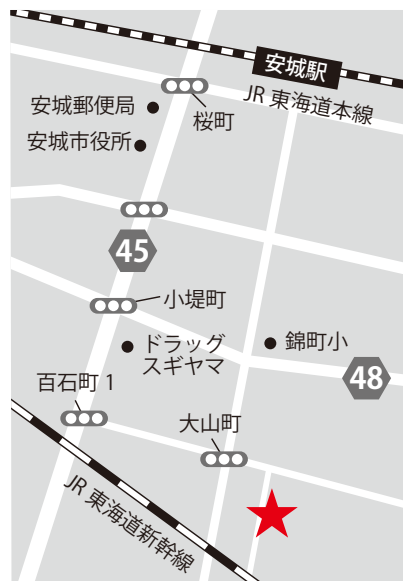 安城駅
JR 東海道本線
安城郵便局
桜町
安城市役所
45
小堤町
ドラッグ
スギヤマ
錦町小
48
百石町 1
大山町
JR 東海道新幹線